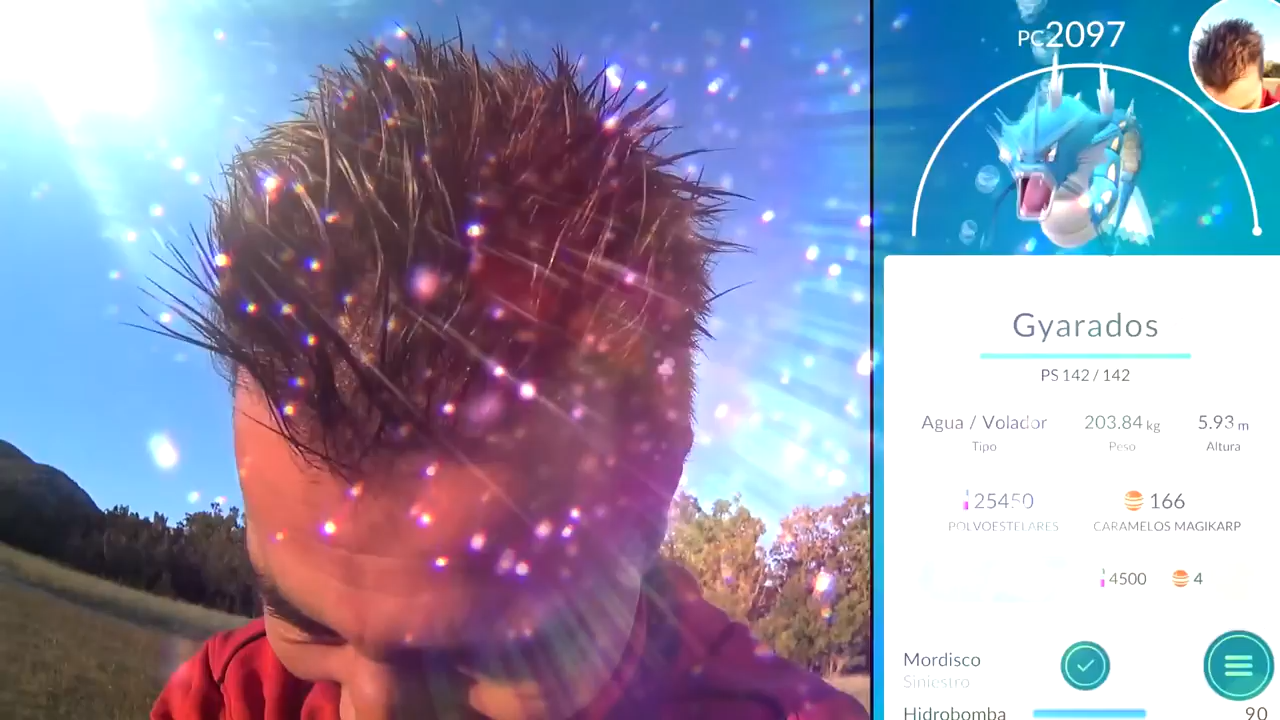 PC2097
Gyarados
PS 142 / 142
Agua / Volador 203.84 kg 5.93 m
Tipo Peso Altura
25450 166
POLVOESTELARES CARAMELOS MAGIKARP
4500 4
Mordisco
Siniestro
Hidrobomba 90